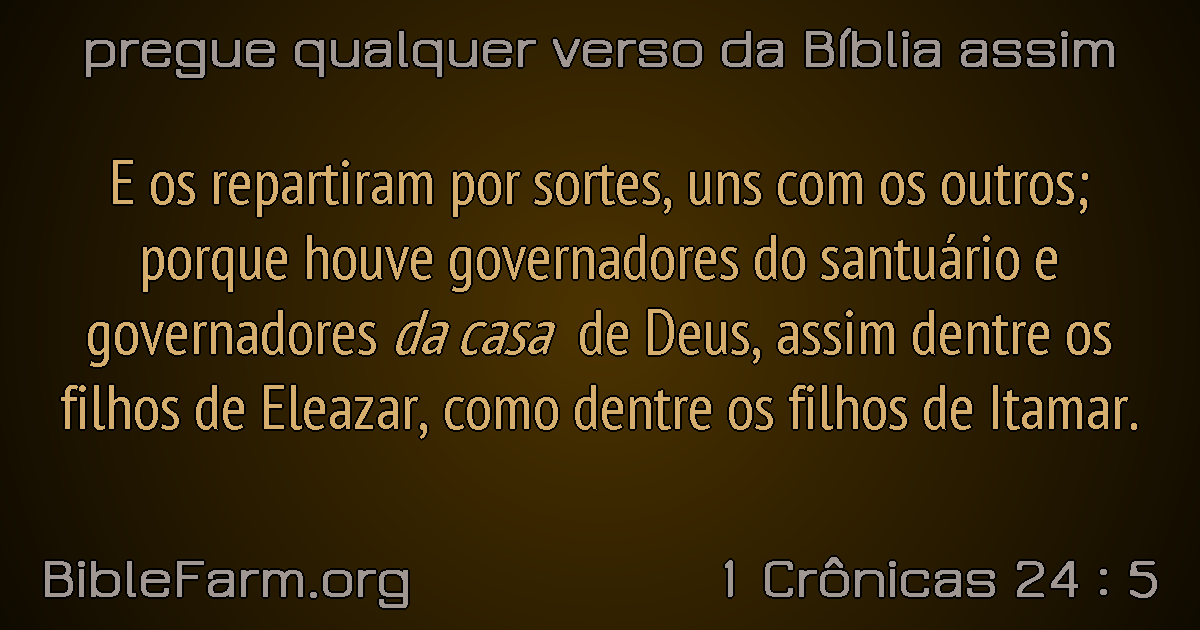 pregue qualquer verso da Bíblia assim
E os repartiram por sortes, uns com os outros;
porque houve governadores do santuário e
governadores da casa de Deus, assim dentre os
filhos de Eleazar, como dentre os filhos de Itamar.
BibleFarm.org
1 Crônicas 24 : 5